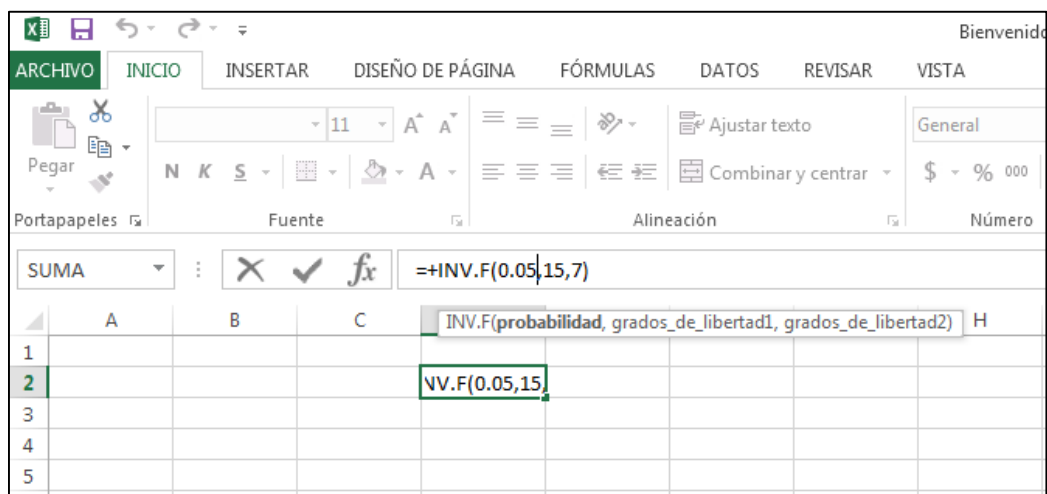 Bienvenido
ARCHIVO INICIO INSERTAR DISEÑO DE PÁGINA FÓRMULAS DATOS REVISAR VISTA
11 A A Ajustar texto General
Pegar N K S A Combinar y centrar $ % 000
Portapapeles Fuente Alineación Número
SUMA fx =+INV.F(0.05,15,7)
A B C INV.F(probabilidad, grados_de_libertad1, grados_de_libertad2) H
1
2 NV.F(0.05,15,
3
4
5